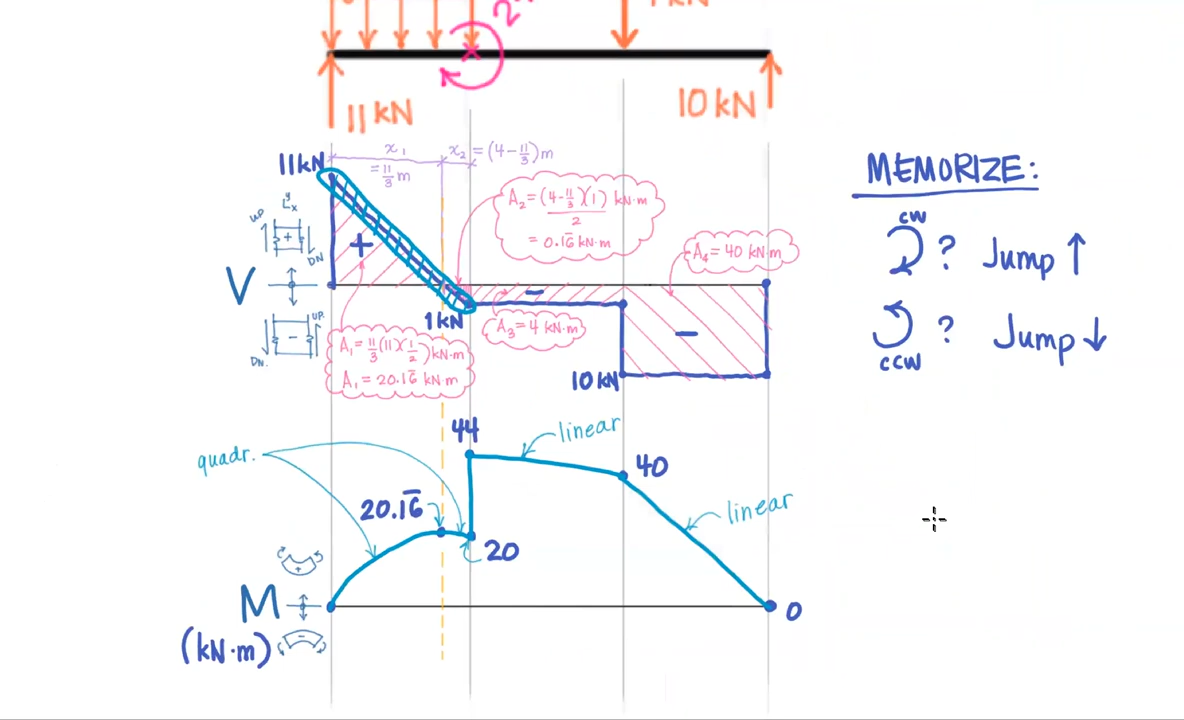 11 kN
10 kN
x₁
= 11/3 m
x₂ = (4-11/3)m
11kN
A₂ = (4-11/3)(1)/2 kN·m
= 0.16̅ kN·m
A₄ = 40 kN·m
MEMORIZE:
CW
? Jump ↑
y
x
UP
+
DN
+
V
−
1kN
A₃ = 4 kN·m
UP.
−
DN.
CCW
? Jump ↓
A₁ = 11/3(11)(1/2) kN·m
A₁ = 20.16̅ kN·m
−
10 kN
44
linear
quadr.
40
20.16̅
linear
20
+
M
0
(kN·m)
−